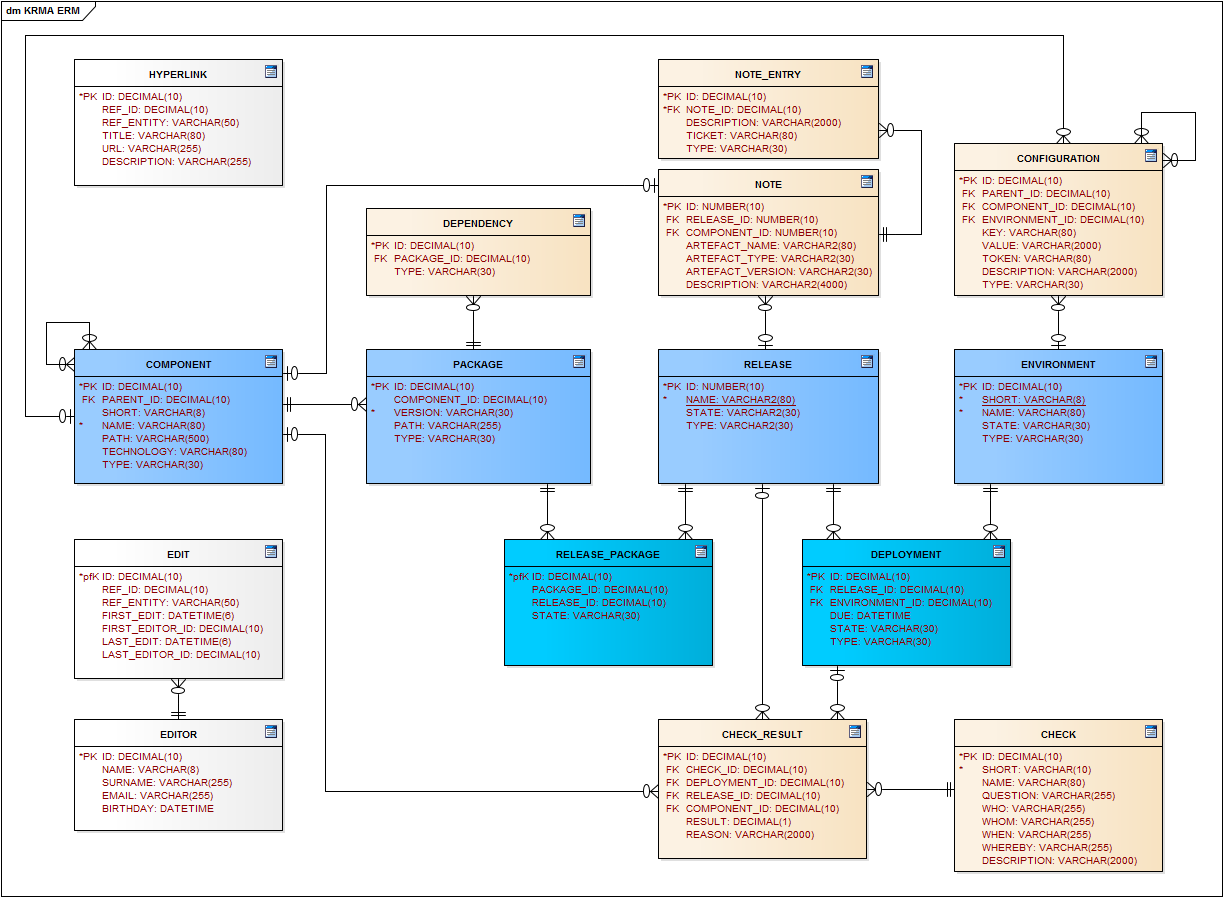 dm KRMA ERM
HYPERLINK
*PK ID: DECIMAL(10)
REF_ID: DECIMAL(10)
REF_ENTITY: VARCHAR(50)
TITLE: VARCHAR(80)
URL: VARCHAR(255)
DESCRIPTION: VARCHAR(255)
NOTE_ENTRY
*PK ID: DECIMAL(10)
*FK NOTE_ID: DECIMAL(10)
DESCRIPTION: VARCHAR(2000)
TICKET: VARCHAR(80)
TYPE: VARCHAR(30)
CONFIGURATION
*PK ID: DECIMAL(10)
FK PARENT_ID: DECIMAL(10)
FK COMPONENT_ID: DECIMAL(10)
FK ENVIRONMENT_ID: DECIMAL(10)
KEY: VARCHAR(80)
VALUE: VARCHAR(2000)
TOKEN: VARCHAR(80)
DESCRIPTION: VARCHAR(2000)
TYPE: VARCHAR(30)
NOTE
*PK ID: NUMBER(10)
FK RELEASE_ID: NUMBER(10)
FK COMPONENT_ID: NUMBER(10)
ARTEFACT_NAME: VARCHAR2(80)
ARTEFACT_TYPE: VARCHAR2(30)
ARTEFACT_VERSION: VARCHAR2(30)
DESCRIPTION: VARCHAR2(4000)
DEPENDENCY
*PK ID: DECIMAL(10)
FK PACKAGE_ID: DECIMAL(10)
TYPE: VARCHAR(30)
COMPONENT
*PK ID: DECIMAL(10)
FK PARENT_ID: DECIMAL(10)
SHORT: VARCHAR(8)
* NAME: VARCHAR(80)
PATH: VARCHAR(500)
TECHNOLOGY: VARCHAR(80)
TYPE: VARCHAR(30)
PACKAGE
*PK ID: DECIMAL(10)
COMPONENT_ID: DECIMAL(10)
* VERSION: VARCHAR(30)
PATH: VARCHAR(255)
TYPE: VARCHAR(30)
RELEASE
*PK ID: NUMBER(10)
* NAME: VARCHAR2(80)
STATE: VARCHAR2(30)
TYPE: VARCHAR2(30)
ENVIRONMENT
*PK ID: DECIMAL(10)
* SHORT: VARCHAR(8)
* NAME: VARCHAR(80)
STATE: VARCHAR(30)
TYPE: VARCHAR(30)
EDIT
*pfK ID: DECIMAL(10)
REF_ID: DECIMAL(10)
REF_ENTITY: VARCHAR(50)
FIRST_EDIT: DATETIME(6)
FIRST_EDITOR_ID: DECIMAL(10)
LAST_EDIT: DATETIME(6)
LAST_EDITOR_ID: DECIMAL(10)
RELEASE_PACKAGE
*pfK ID: DECIMAL(10)
PACKAGE_ID: DECIMAL(10)
RELEASE_ID: DECIMAL(10)
STATE: VARCHAR(30)
DEPLOYMENT
*PK ID: DECIMAL(10)
FK RELEASE_ID: DECIMAL(10)
FK ENVIRONMENT_ID: DECIMAL(10)
DUE: DATETIME
STATE: VARCHAR(30)
TYPE: VARCHAR(30)
EDITOR
*PK ID: DECIMAL(10)
NAME: VARCHAR(8)
SURNAME: VARCHAR(255)
EMAIL: VARCHAR(255)
BIRTHDAY: DATETIME
CHECK_RESULT
*PK ID: DECIMAL(10)
FK CHECK_ID: DECIMAL(10)
FK DEPLOYMENT_ID: DECIMAL(10)
FK RELEASE_ID: DECIMAL(10)
FK COMPONENT_ID: DECIMAL(10)
RESULT: DECIMAL(1)
REASON: VARCHAR(2000)
CHECK
*PK ID: DECIMAL(10)
* SHORT: VARCHAR(10)
NAME: VARCHAR(80)
QUESTION: VARCHAR(255)
WHO: VARCHAR(255)
WHOM: VARCHAR(255)
WHEN: VARCHAR(255)
WHEREBY: VARCHAR(255)
DESCRIPTION: VARCHAR(2000)